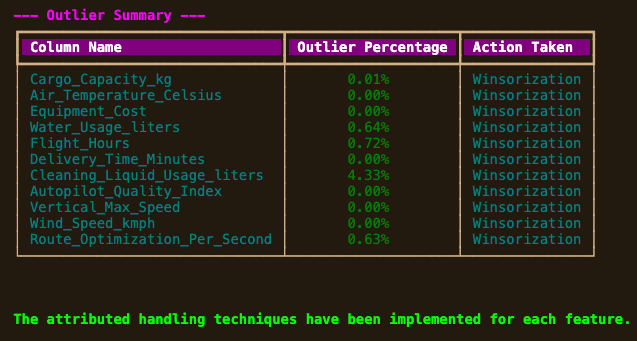 --- Outlier Summary ---
Column Name Outlier Percentage Action Taken
Cargo_Capacity_kg 0.01% Winsorization
Air_Temperature_Celsius 0.00% Winsorization
Equipment_Cost 0.00% Winsorization
Water_Usage_liters 0.64% Winsorization
Flight_Hours 0.72% Winsorization
Delivery_Time_Minutes 0.00% Winsorization
Cleaning_Liquid_Usage_liters 4.33% Winsorization
Autopilot_Quality_Index 0.00% Winsorization
Vertical_Max_Speed 0.00% Winsorization
Wind_Speed_kmph 0.00% Winsorization
Route_Optimization_Per_Second 0.63% Winsorization
The attributed handling techniques have been implemented for each feature.